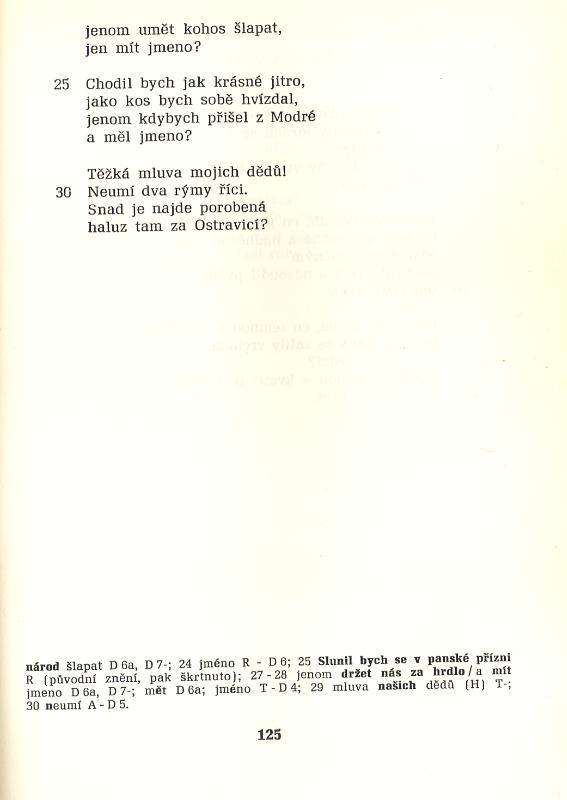 jenom umět kohos šlapat,
jen mít jmeno?
25 Chodil bych jak krásné jitro,
jako kos bych sobě hvízdal,
jenom kdybych přišel z Modré
a měl jmeno?
Těžká mluva mojich dědů!
30 Neumí dva rýmy říci.
Snad je najde porobená
haluz tam za Ostravicí?
národ šlapat D 6a, D 7-; 24 jméno R - D 6; 25 Slunil bych se v panské přízni
R (původní znění, pak škrtnuto); 27-28 jenom držet nás za hrdlo/a mít
jmeno D 6a, D 7-; mět D 6a; jméno T - D 4; 29 mluva našich dědů (H) T-;
30 neumí A - D 5.
125